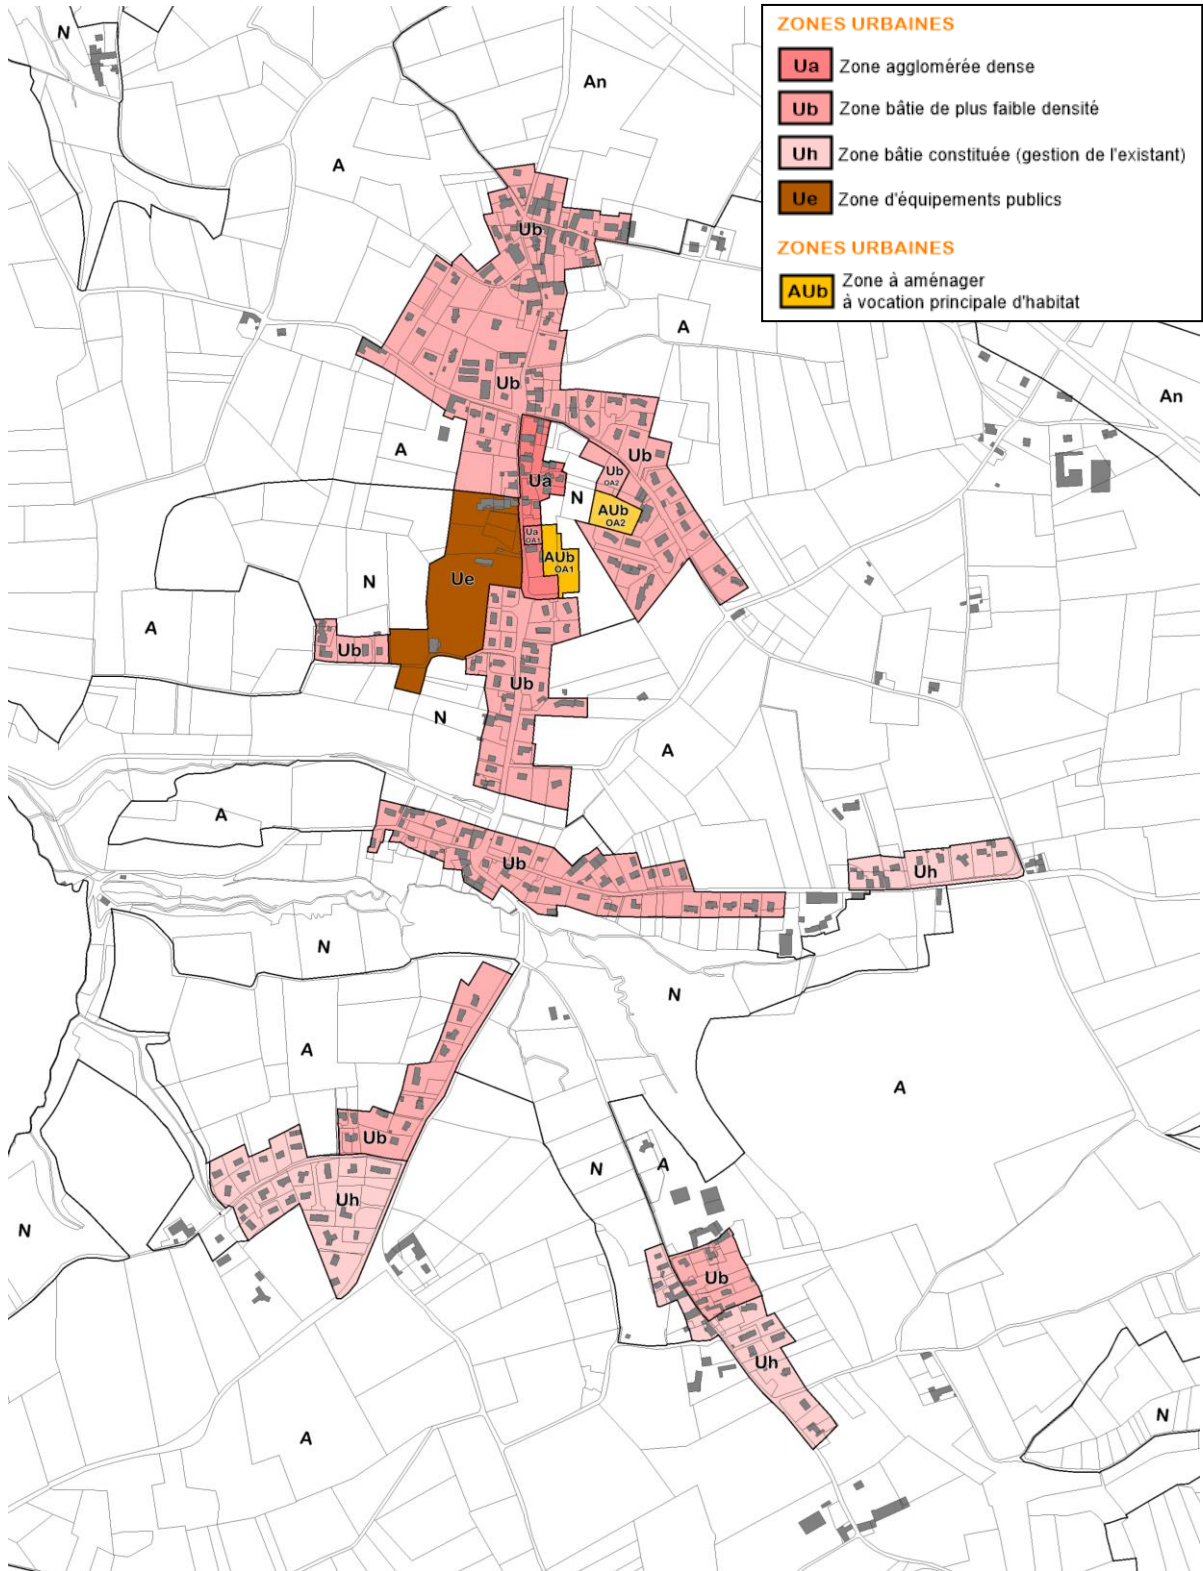 ZONES URBAINES
Ua Zone agglomérée dense
Ub Zone bâtie de plus faible densité
Uh Zone bâtie constituée (gestion de l'existant)
Ue Zone d'équipements publics
ZONES URBAINES
AUb Zone à aménager
à vocation principale d'habitat
N
An
A
Ub
A
Ub
An
A
Ub
Ub
OA2
Ua
N
AUb
OA2
Ua
OA1
AUb
OA1
N
Ue
A
Ub
Ub
N
A
A
Ub
Uh
N
N
A
A
Ub
N
A
Uh
N
Ub
Uh
N
A